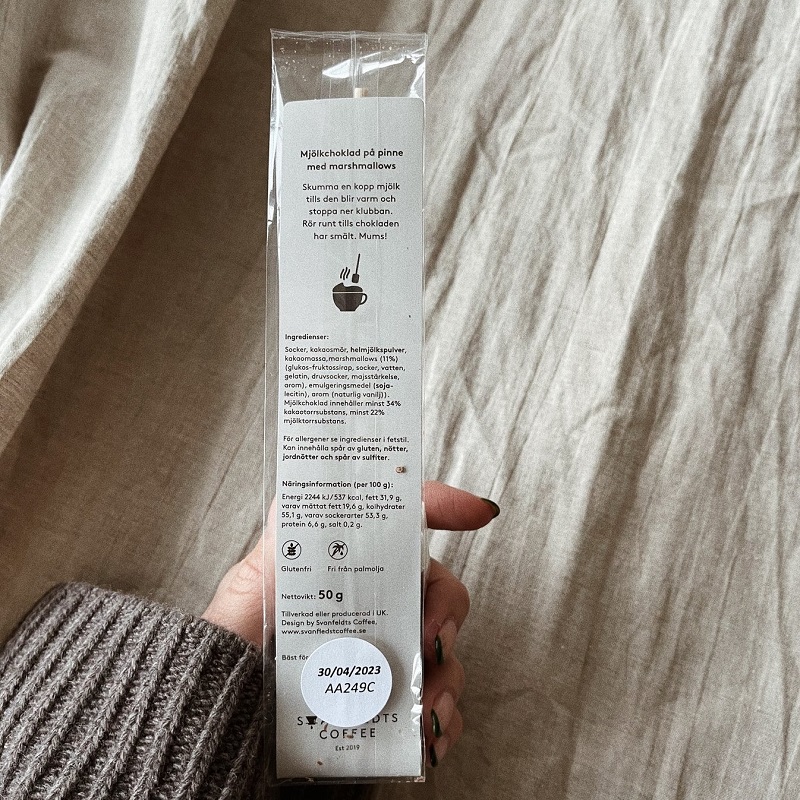 Mjölkchoklad på pinne
med marshmallows
Skumma en kopp mjölk
tills den blir varm och
stoppa ner klubban.
Rör runt tills chokladen
har smält. Mums!
Ingredienser:
Socker, kakaosmör, helmjölkspulver,
kakaomassa,marshmallows (11%)
(glukos-fruktossirap, socker, vatten,
gelatin, druvsocker, majsstärkelse,
arom), emulgeringsmedel (soja-
lecitin), arom (naturlig vanilj)).
Mjölkchoklad innehåller minst 34%
kakaotorrsubstans, minst 22%
mjölktorrsubstans.
För allergener se ingredienser i fetstil.
Kan innehålla spår av gluten, nötter,
jordnötter och spår av sulfiter.
Näringsinformation (per 100 g):
Energi 2244 kJ/537 kcal, fett 31,9 g,
varav mättat fett 19,6 g, kolhydrater
55,1 g, varav sockerarter 53,3 g,
protein 6,6 g, salt 0,2 g.
Glutenfri Fri från palmolja
Nettovikt: 50 g
Tillverkad eller producerad i UK.
Design by Svanfeldts Coffee,
www.svanfledstcoffee.se
Bäst
30/04/2023
AA249C
COFFEE
Est 2019